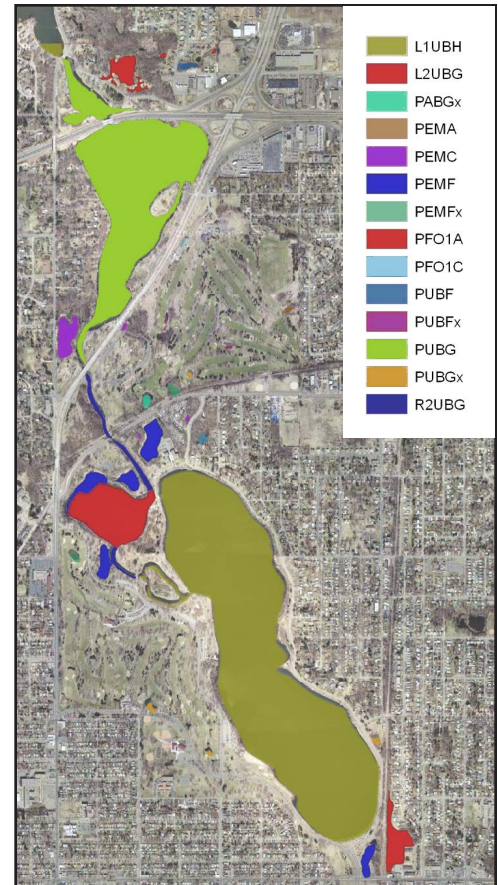 L1UBH
L2UBG
PABGx
PEMA
PEMC
PEMF
PEMFx
PFO1A
PFO1C
PUBF
PUBFx
PUBG
PUBGx
R2UBG